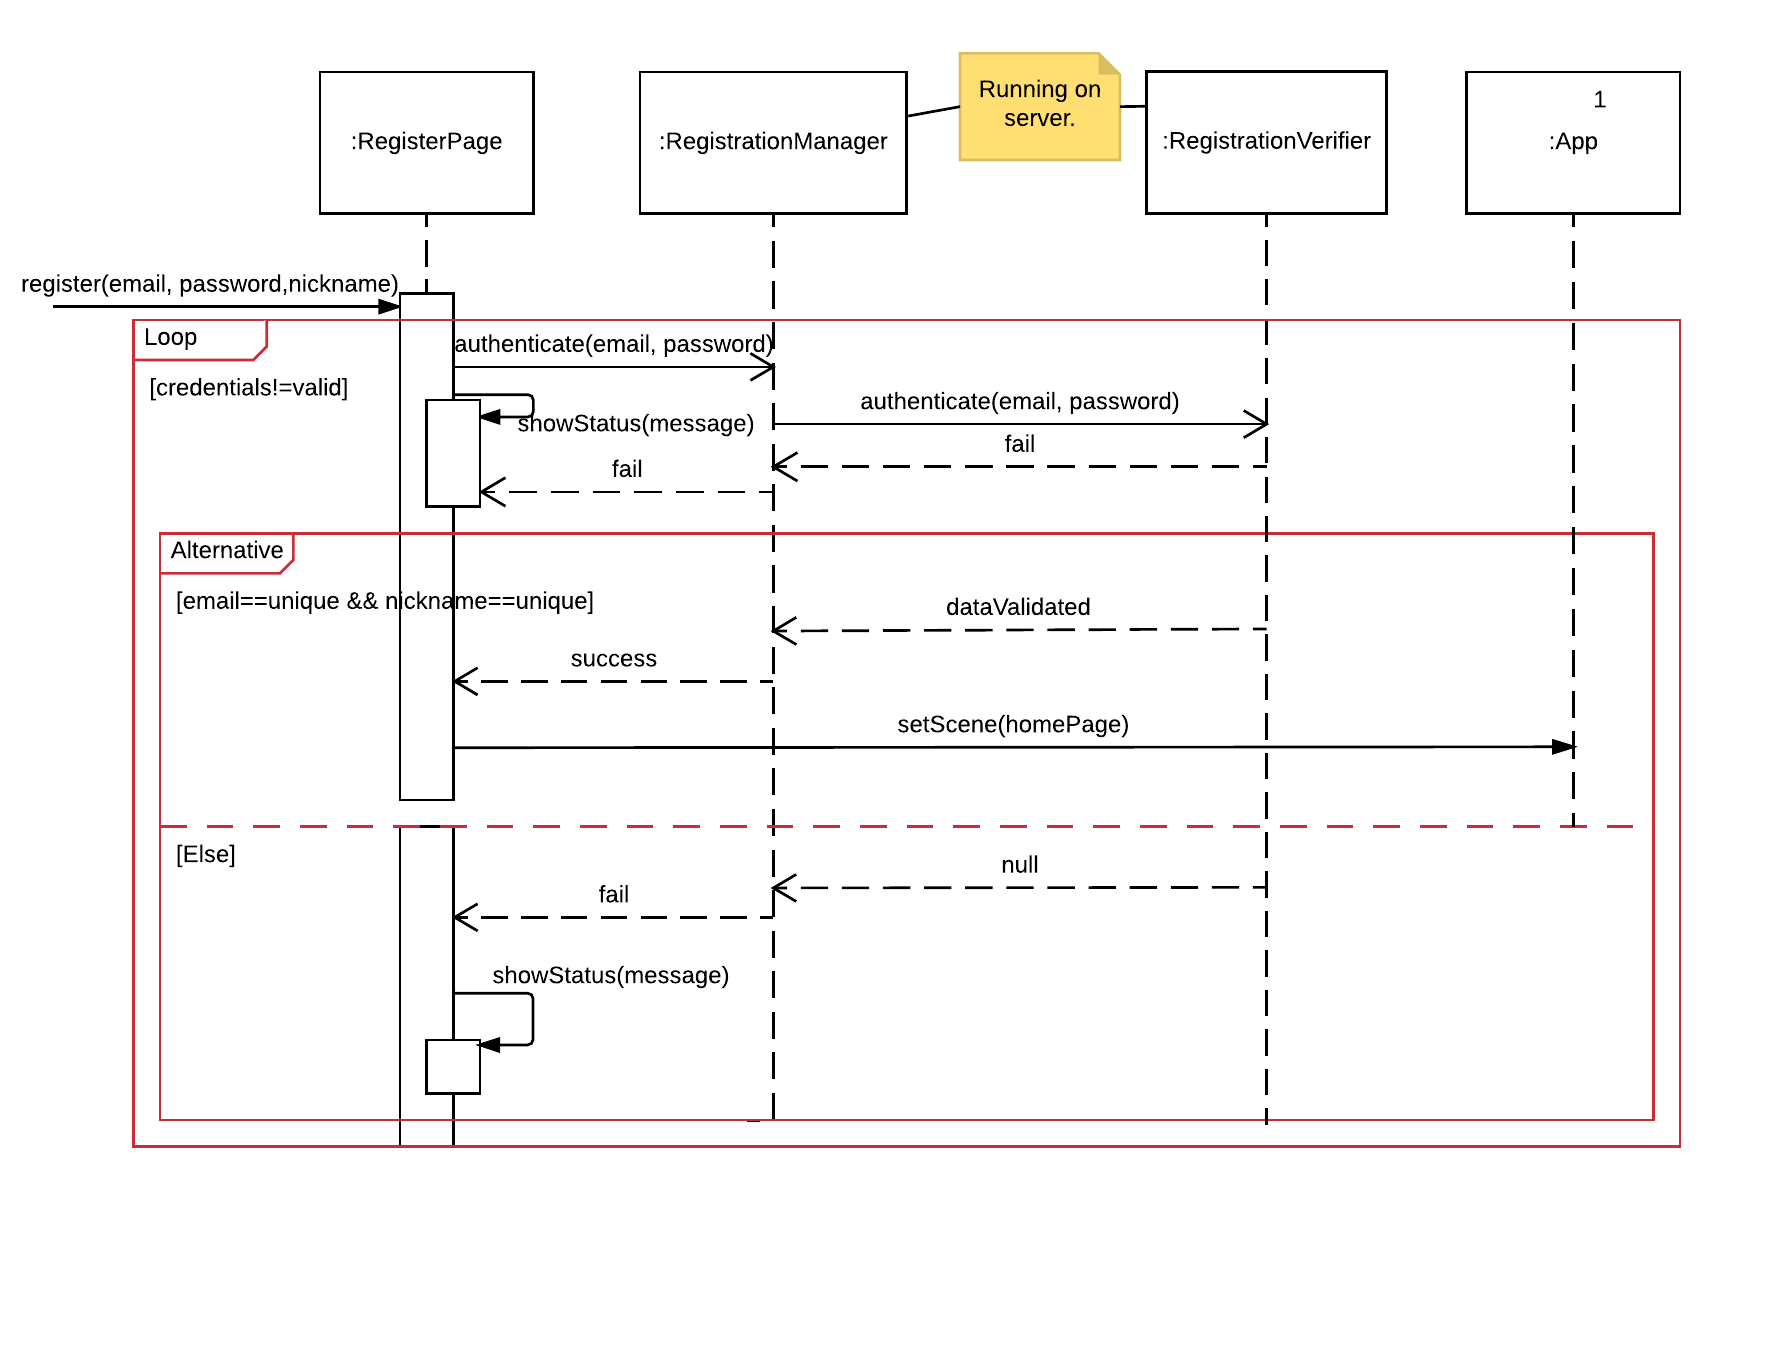 Running on
server.
1
:RegisterPage
:RegistrationManager
:RegistrationVerifier
:App
register(email, password,nickname)
Loop
authenticate(email, password)
[credentials!=valid]
authenticate(email, password)
showStatus(message)
fail
fail
Alternative
[email==unique && nickname==unique]
dataValidated
success
setScene(homePage)
[Else]
null
fail
showStatus(message)